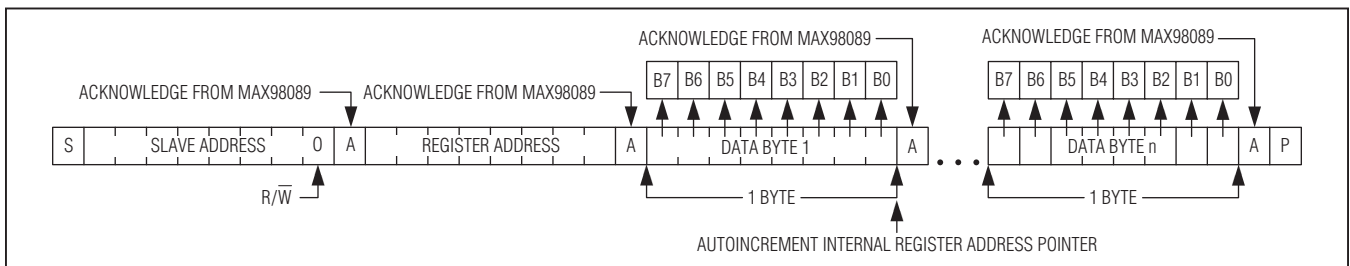 ACKNOWLEDGE FROM MAX98089 ACKNOWLEDGE FROM MAX98089
B7 B6 B5 B4 B3 B2 B1 B0 B7 B6 B5 B4 B3 B2 B1 B0
ACKNOWLEDGE FROM MAX98089 ACKNOWLEDGE FROM MAX98089
S SLAVE ADDRESS 0 A REGISTER ADDRESS A DATA BYTE 1 A DATA BYTE n A P
R/W̅ 1 BYTE 1 BYTE
AUTOINCREMENT INTERNAL REGISTER ADDRESS POINTER